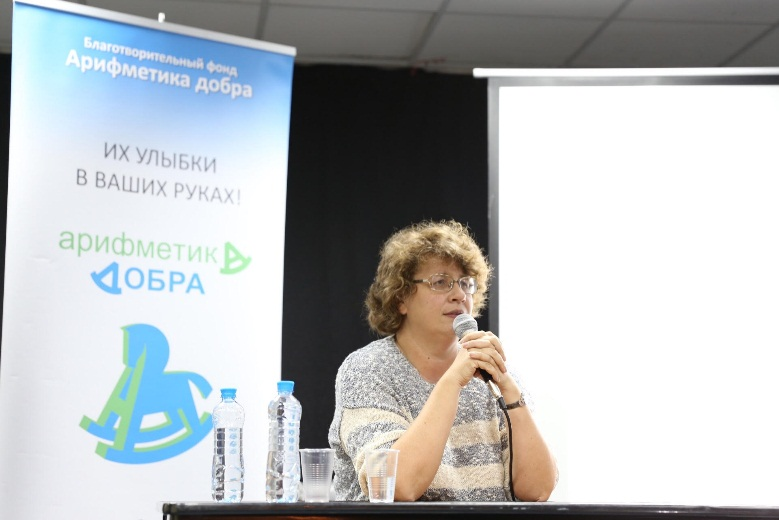 Благотворительный фонд
Арифметика добра
ИХ УЛЫБКИ
В ВАШИХ РУКАХ!
арифметика
ДОБРА